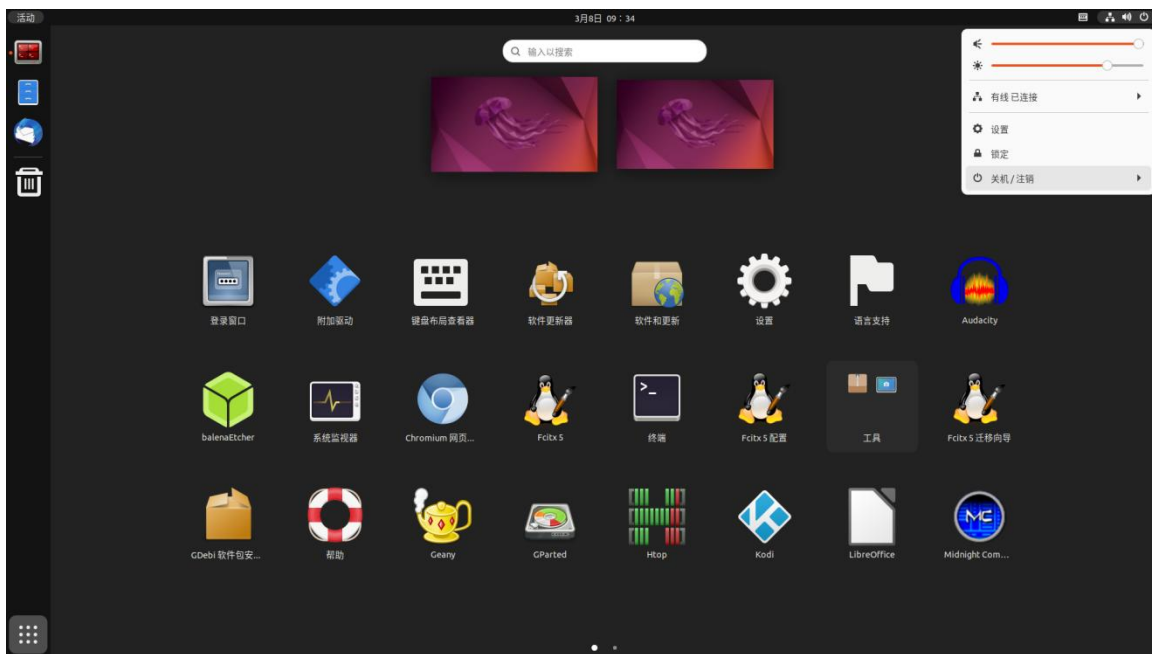 活动
3月8日 09：34
输入以搜索
有线 已连接
设置
锁定
关机 / 注销
登录窗口
附加驱动
键盘布局查看器
软件更新器
软件和更新
设置
语言支持
Audacity
balenaEtcher
系统监视器
Chromium 网页...
Fcitx 5
终端
Fcitx 5 配置
工具
Fcitx 5 迁移向导
GDebi 软件包安...
帮助
Geany
GParted
Htop
Kodi
LibreOffice
Midnight Com...